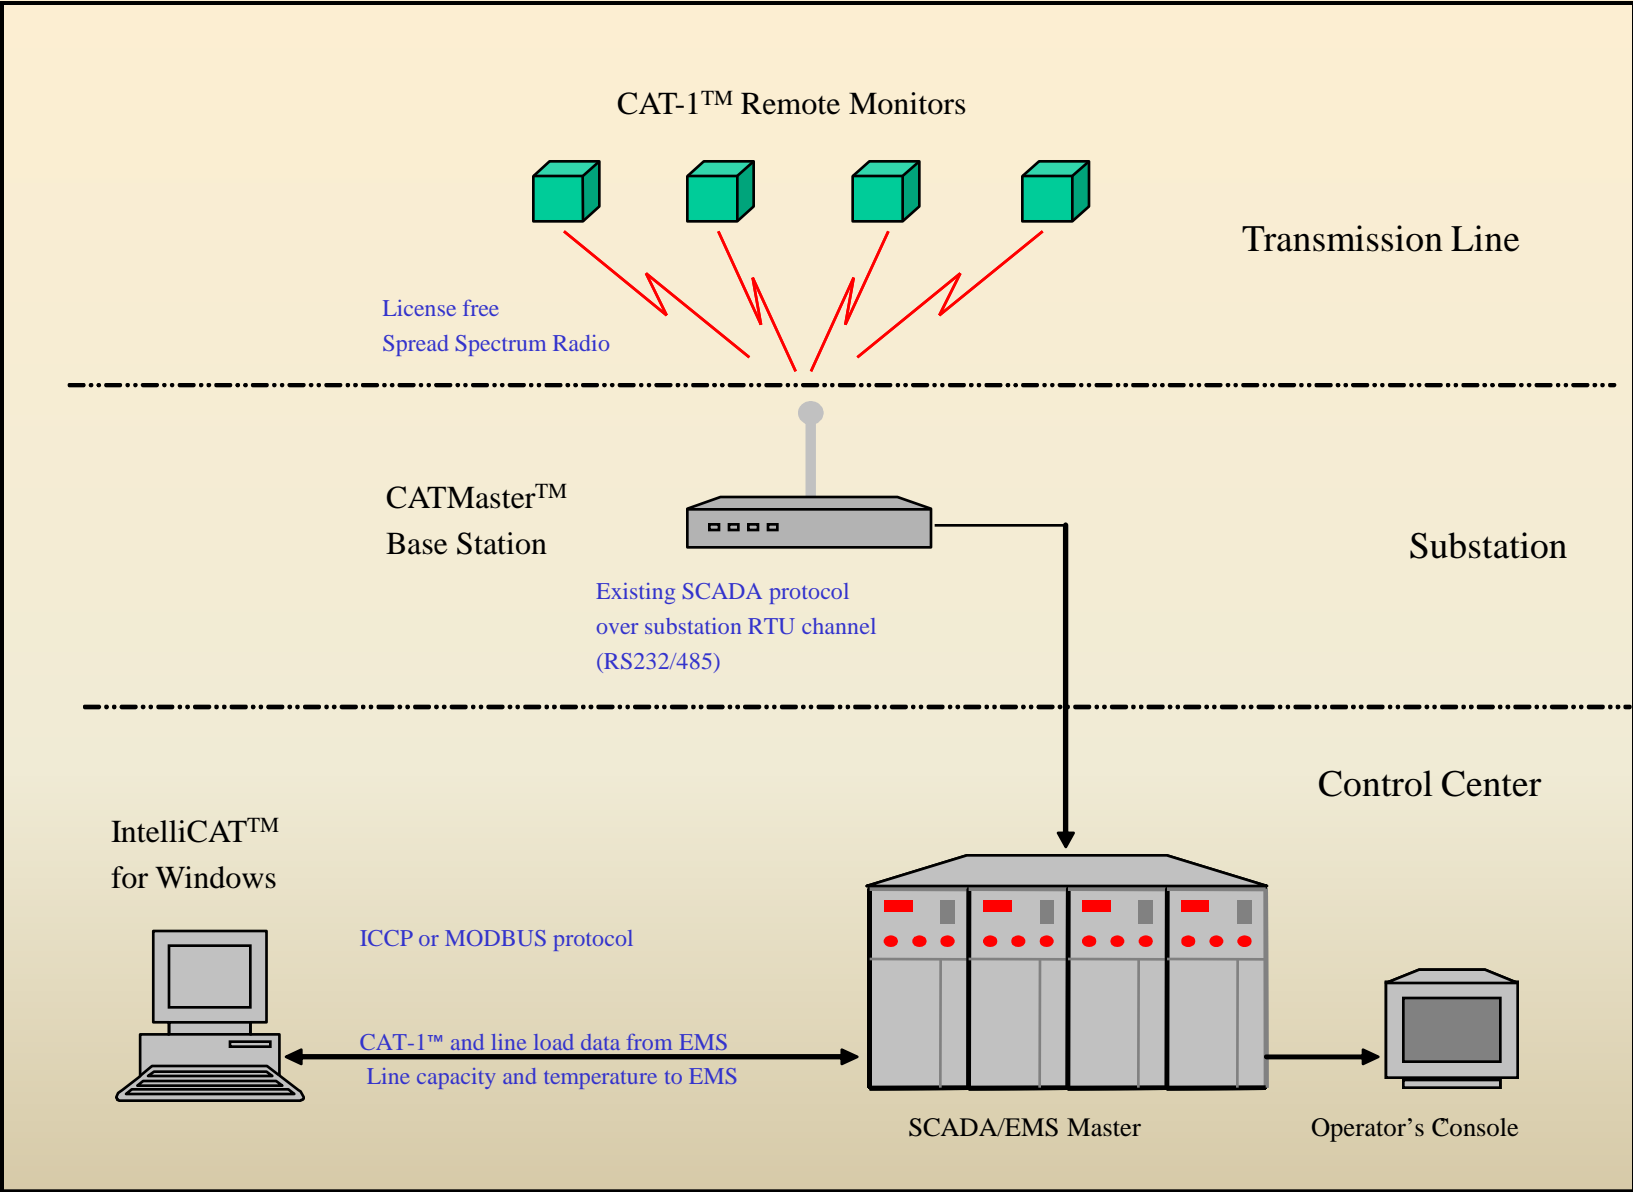 CAT-1™ Remote Monitors
Transmission Line
License free
Spread Spectrum Radio
CATMaster™
Base Station
Substation
Existing SCADA protocol
over substation RTU channel
(RS232/485)
Control Center
IntelliCAT™
for Windows
ICCP or MODBUS protocol
CAT-1™ and line load data from EMS
Line capacity and temperature to EMS
SCADA/EMS Master
Operator’s Console